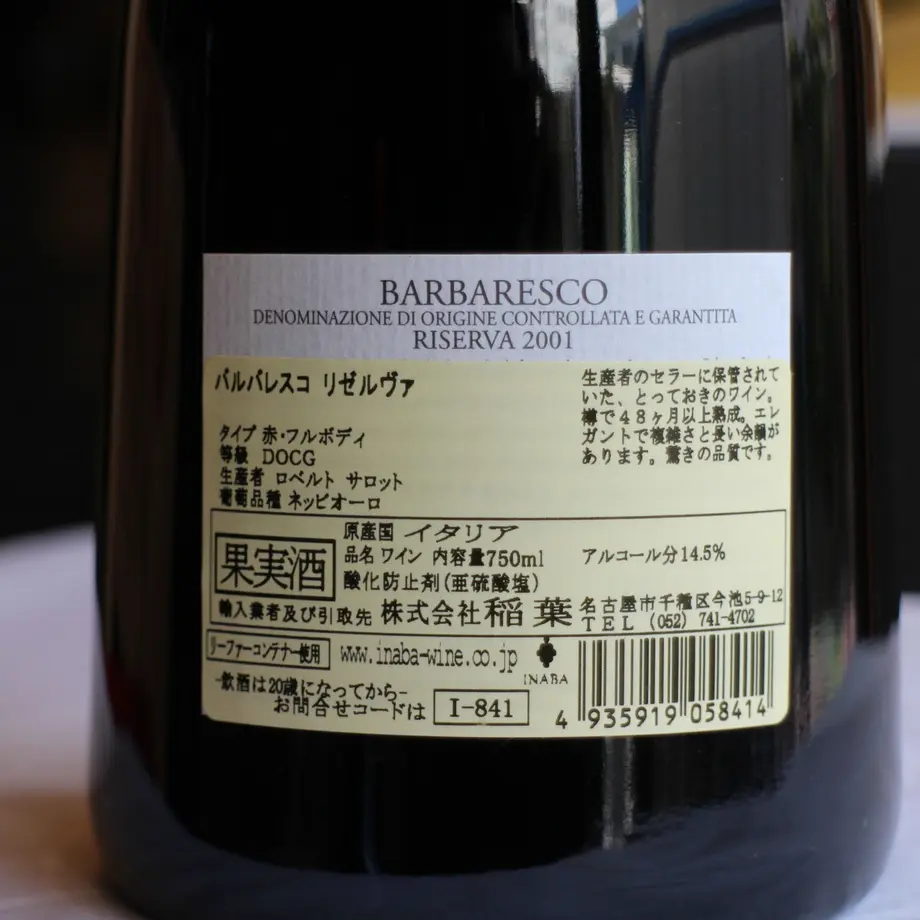 BARBARESCO
DENOMINAZIONE DI ORIGINE CONTROLLATA E GARANTITA
RISERVA 2001
バルバレスコ リゼルヴァ
タイプ 赤・フルボディ
等級 DOCG
生産者 ロベルト サロット
葡萄品種 ネッビオーロ
生産者のセラーに保管されて
いた、とっておきのワイン。
樽で48ヶ月以上熟成。エレ
ガントで複雑さと長い余韻が
あります。驚きの品質です。
果実酒
原産国 イタリア
品名 ワイン 内容量750ml アルコール分14.5%
酸化防止剤(亜硫酸塩)
輸入業者及び引取先 株式会社 稲葉
名古屋市千種区今池5-9-12
TEL (052) 741-4702
リーファーコンテナー使用
www.inaba-wine.co.jp
INABA
-飲酒は20歳になってから-
お問合せコードは I-841
4 935919 058414